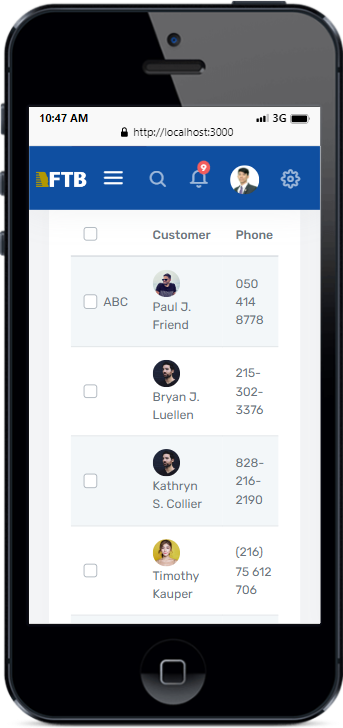 10:47 AM
3G
http://localhost:3000
FTB
9
Customer
Phone
ABC
Paul J.
Friend
050
414
8778
Bryan J.
Luellen
215-
302-
3376
Kathryn
S. Collier
828-
216-
2190
Timothy
Kauper
(216)
75 612
706